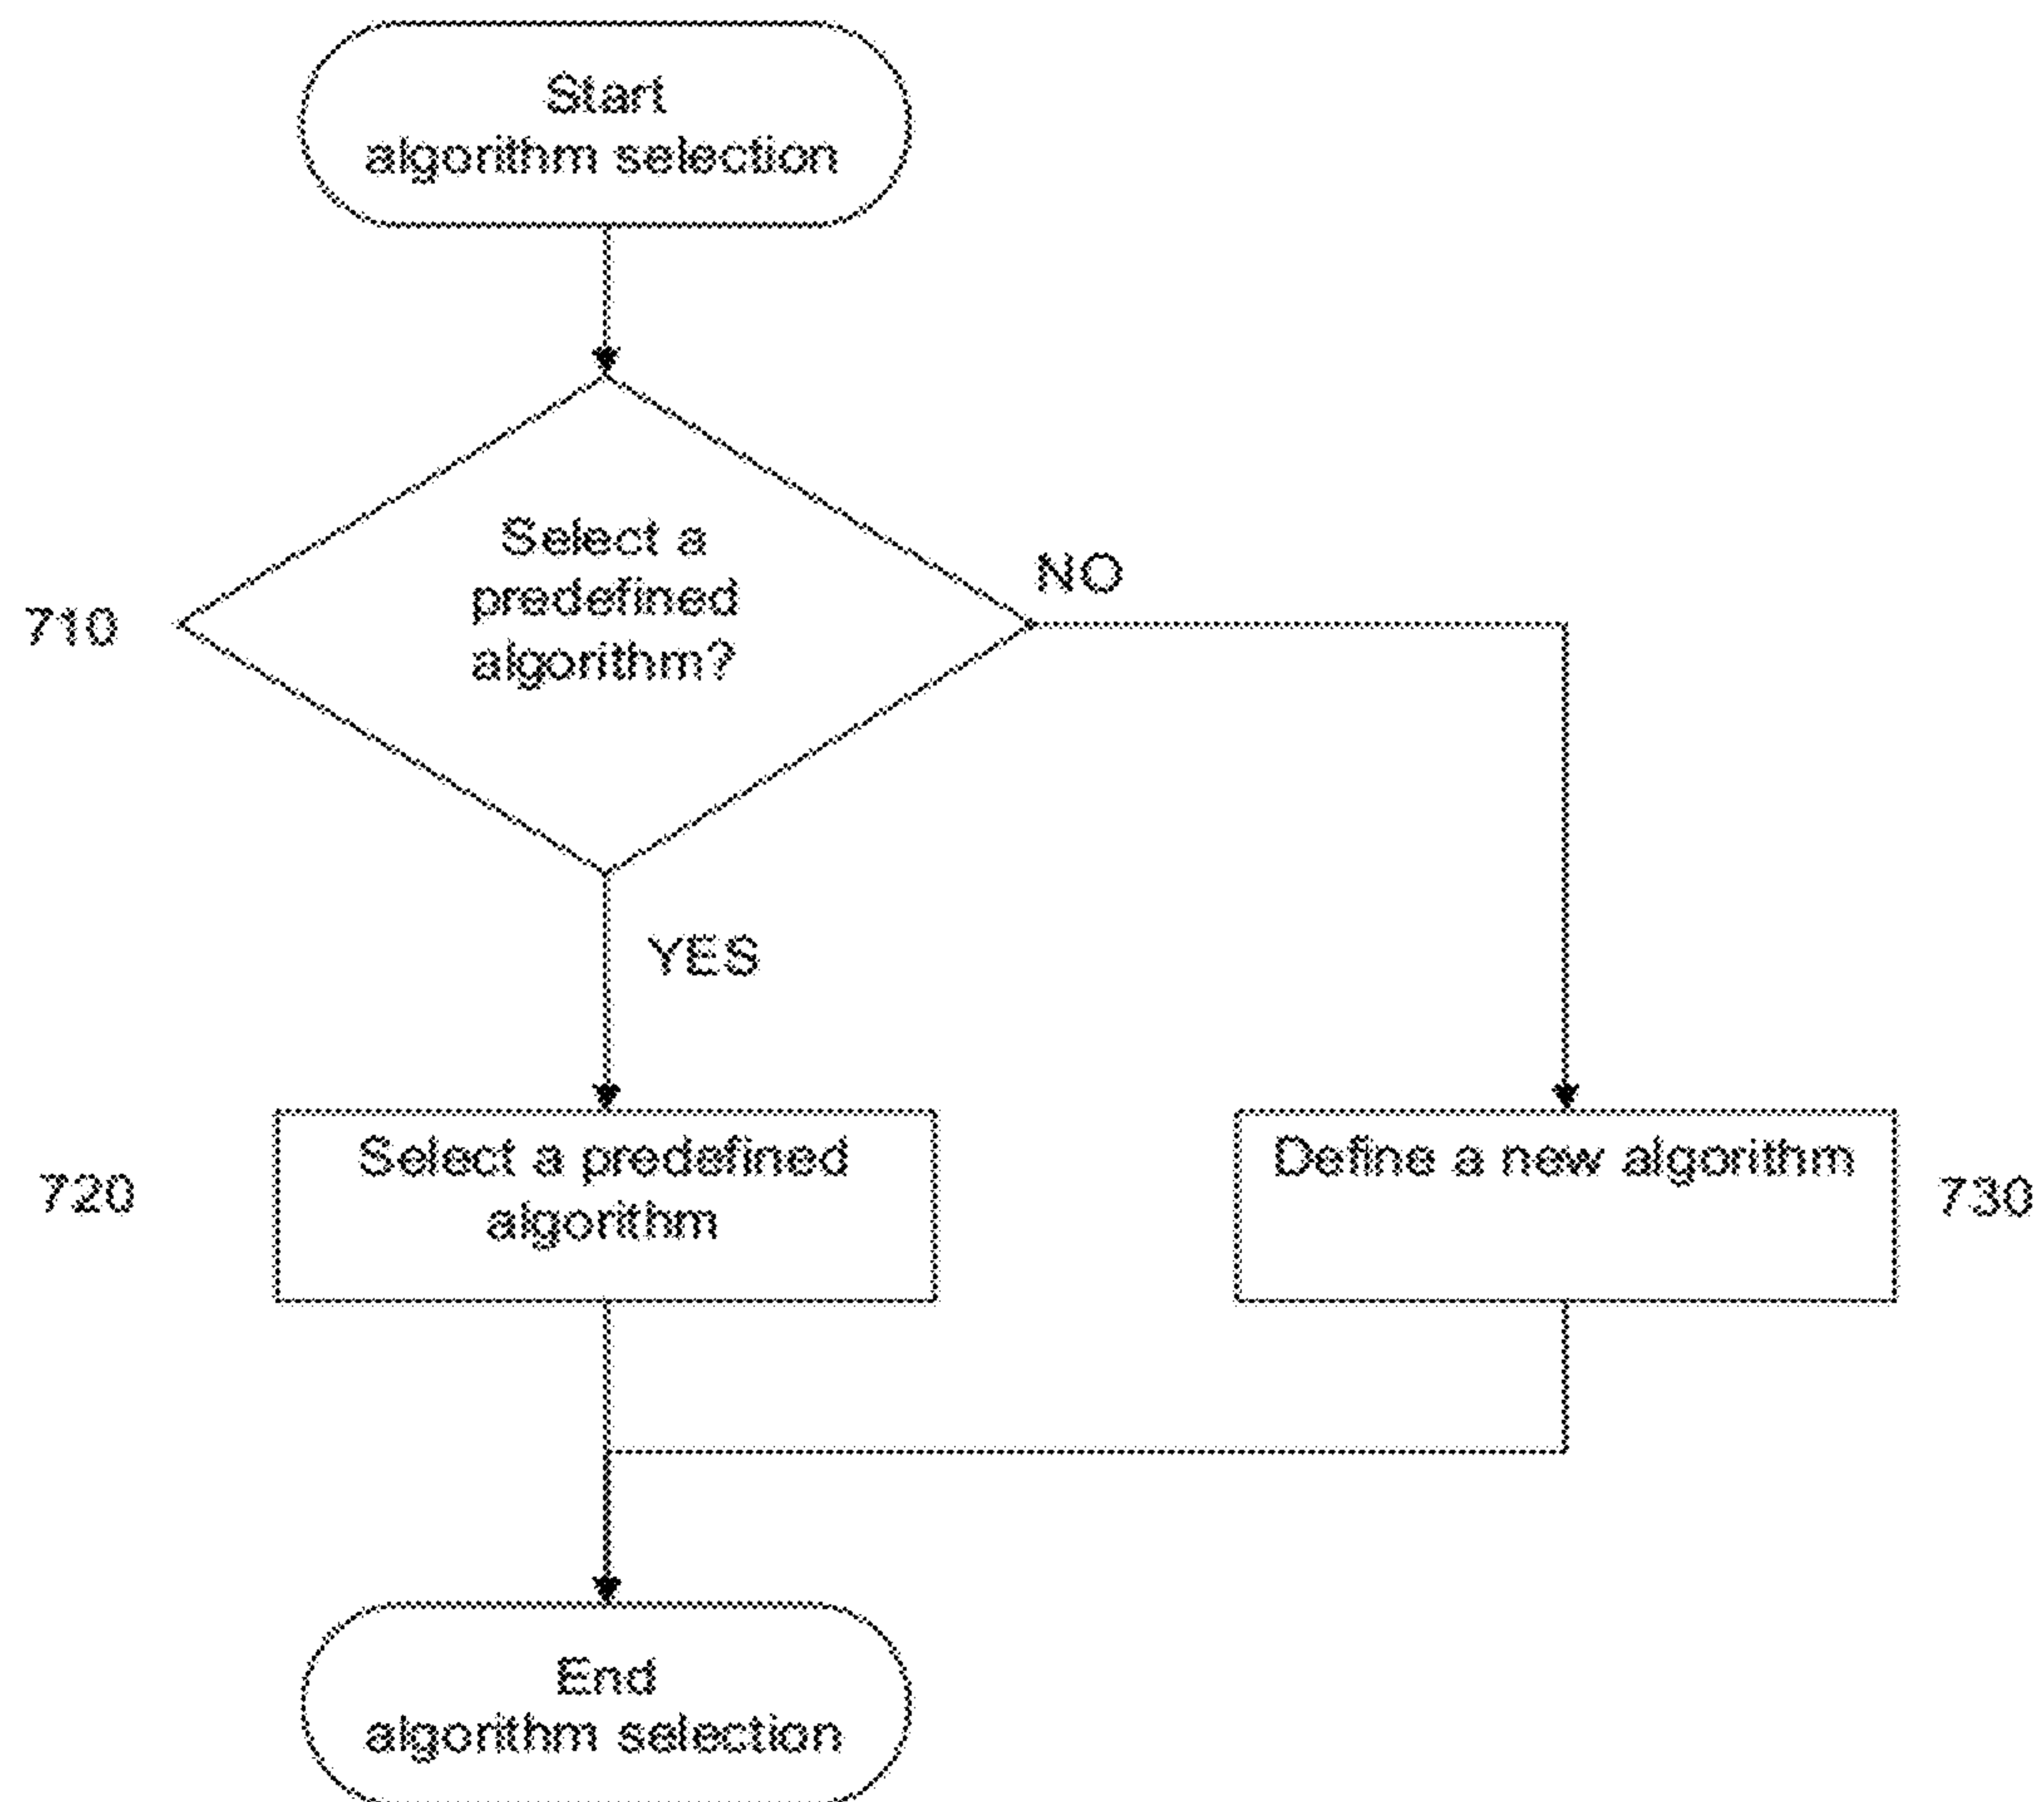 Start
algorithm selection
Select a
predefined
algorithm?
NO
710
YES
Select a predefined
algorithm
720
Define a new algorithm
730
End
algorithm selection